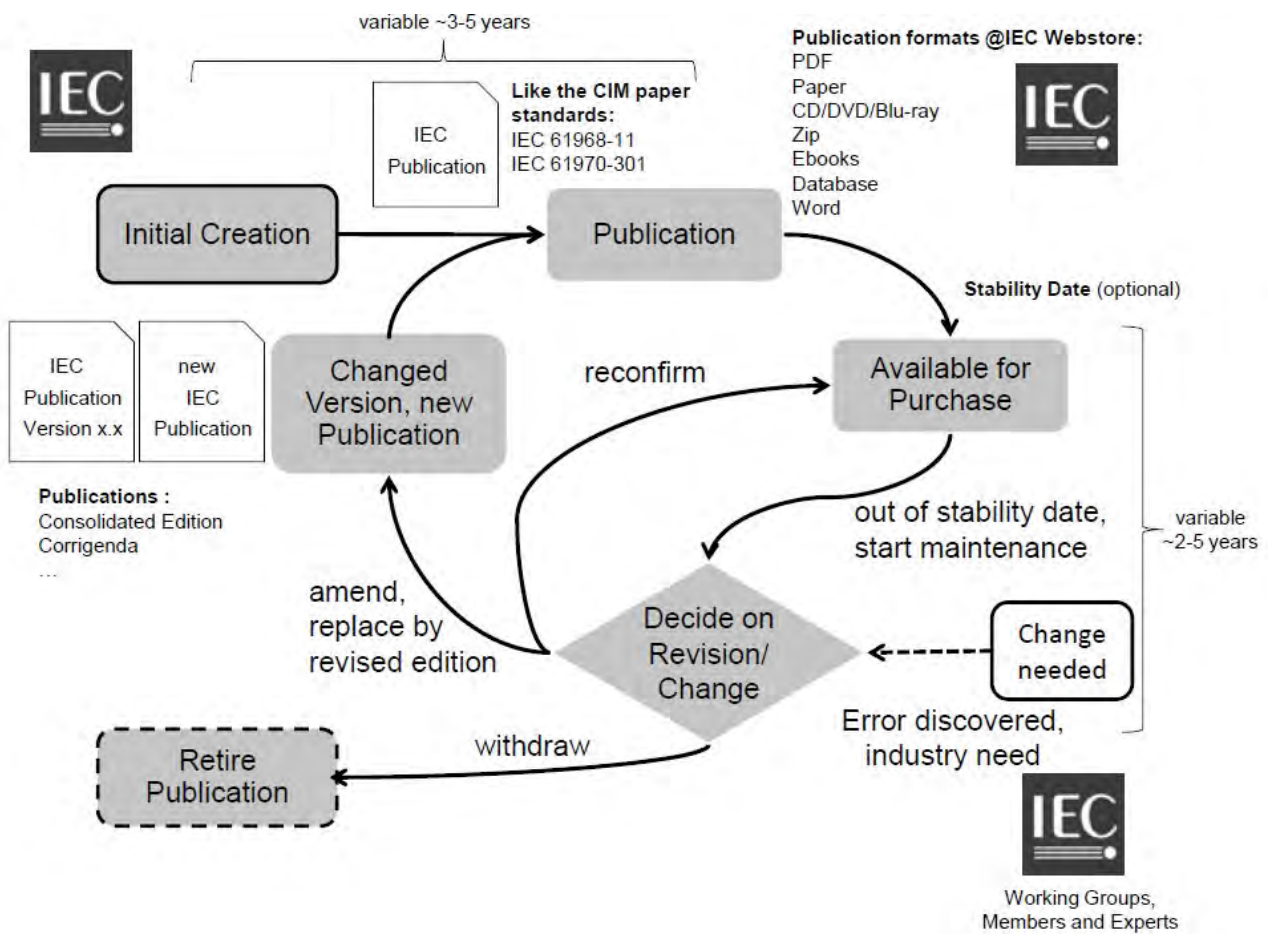 variable ~3-5 years
IEC
IEC
Publication
Like the CIM paper
standards:
IEC 61968-11
IEC 61970-301
Publication formats @IEC Webstore:
PDF
Paper
CD/DVD/Blu-ray
Zip
Ebooks
Database
Word
IEC
Initial Creation
Publication
Stability Date (optional)
IEC
Publication
Version x.x
new
IEC
Publication
Changed
Version, new
Publication
reconfirm
Available for
Purchase
Publications :
Consolidated Edition
Corrigenda
...
out of stability date,
start maintenance
variable
~2-5 years
amend,
replace by
revised edition
Decide on
Revision/
Change
Change
needed
Error discovered,
industry need
withdraw
Retire
Publication
IEC
Working Groups,
Members and Experts